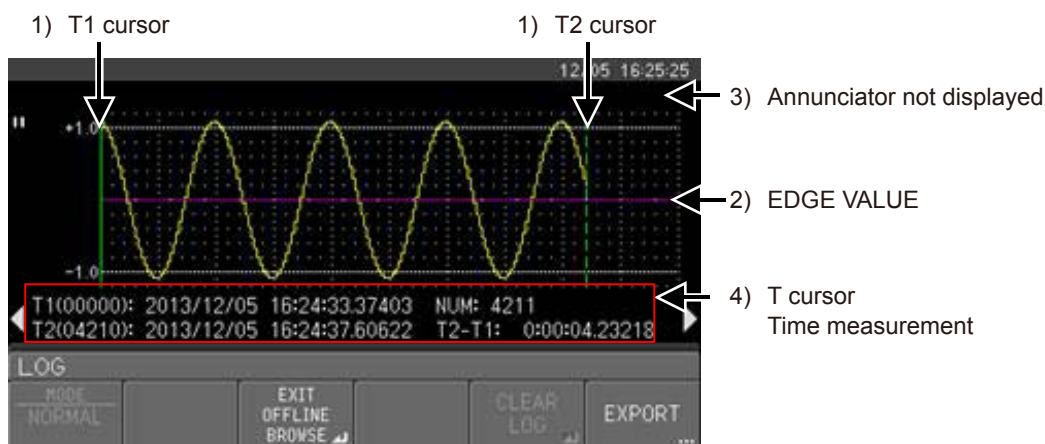 1) T1 cursor
1) T2 cursor
12/05 16:25:25
3) Annunciator not displayed
+1.0
2) EDGE VALUE
-1.0
T1(00000): 2013/12/05 16:24:33.37403 NUM: 4211
T2(04210): 2013/12/05 16:24:37.60622 T2-T1: 0:00:04.23218
4) T cursor
Time measurement
LOG
MODE
NORMAL
EXIT
OFFLINE
BROWSE
CLEAR
LOG
EXPORT
...